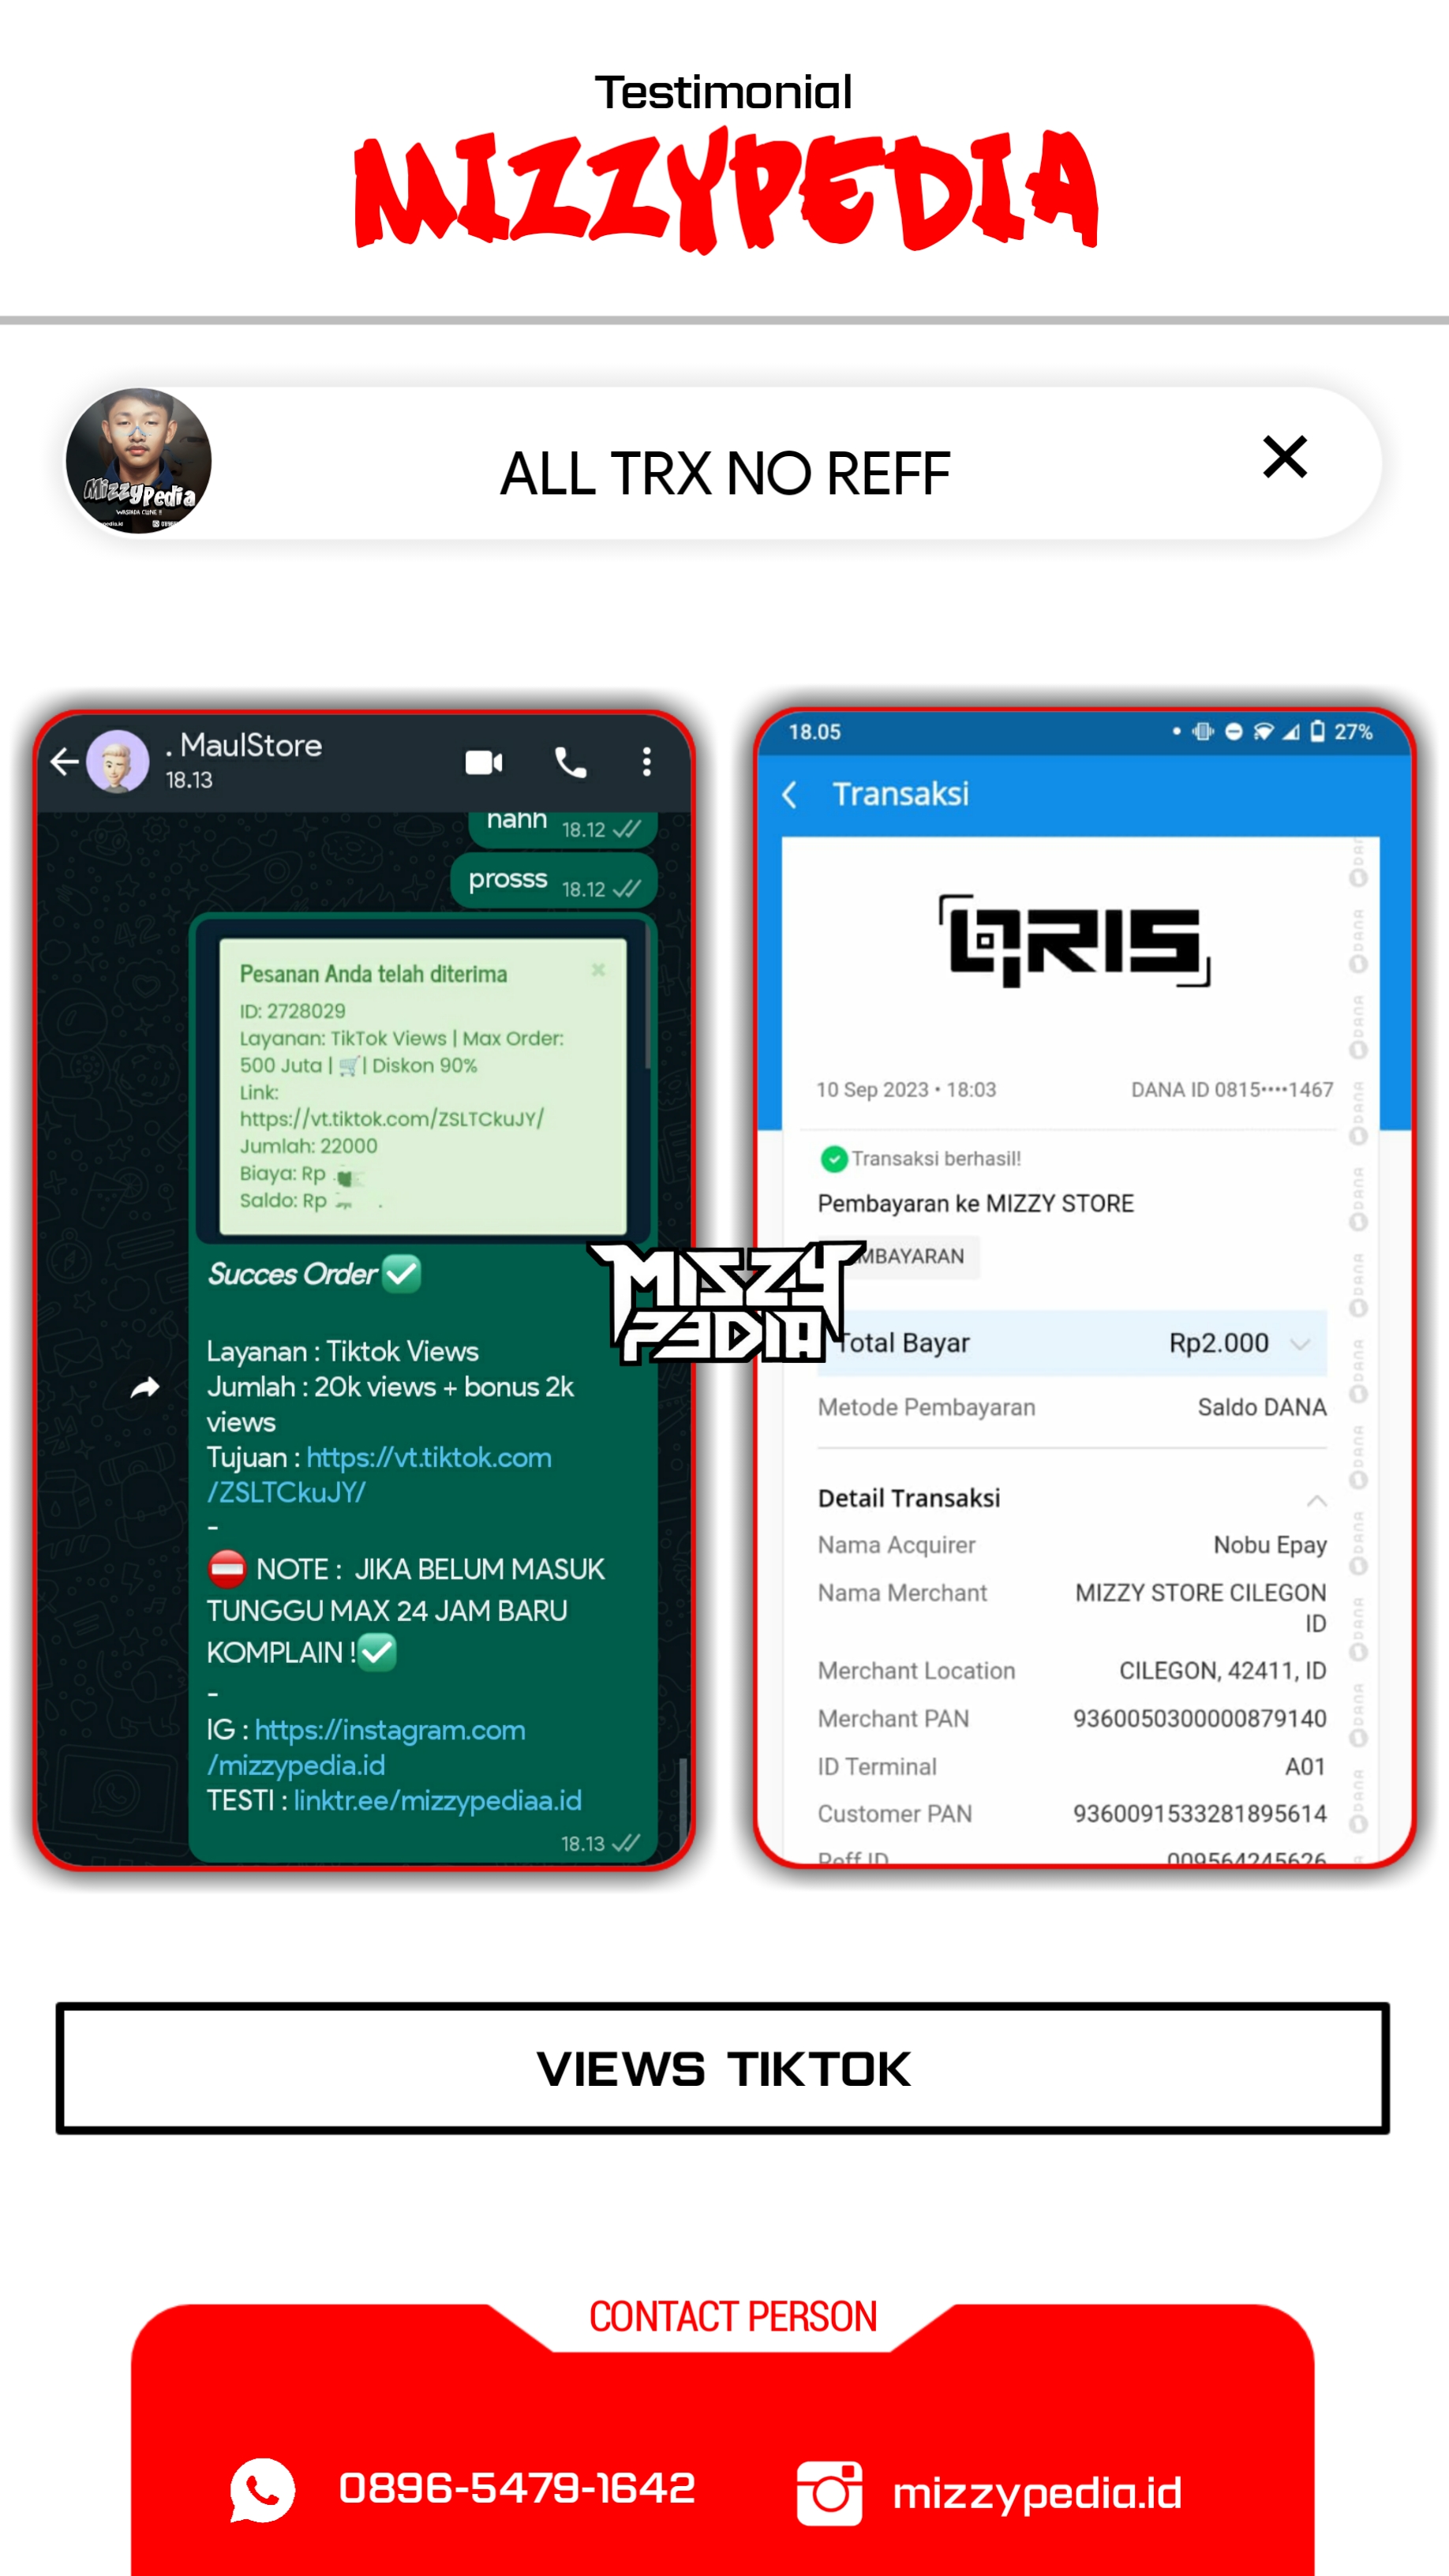 Testimonial
MIZZYPEDIA
MizzyPedia
ALL TRX NO REFF
. MaulStore
18.13
nahh 18.12
prosss 18.12
Pesanan Anda telah diterima
ID: 2728029
Layanan: TikTok Views | Max Order:
500 Juta | 🛒| Diskon 90%
Link:
https://vt.tiktok.com/ZSLTCkuJY/
Jumlah: 22000
Biaya: Rp
Saldo: Rp
Succes Order ✅
Layanan : Tiktok Views
Jumlah : 20k views + bonus 2k
views
Tujuan : https://vt.tiktok.com
/ZSLTCkuJY/
-
⛔ NOTE : JIKA BELUM MASUK
TUNGGU MAX 24 JAM BARU
KOMPLAIN !✅
-
IG : https://instagram.com
/mizzypedia.id
TESTI : linktr.ee/mizzypediaa.id
18.13
MIZZY
P3DIA
18.05 27%
Transaksi
QRIS
10 Sep 2023 • 18:03 DANA ID 0815••••1467
Transaksi berhasil!
Pembayaran ke MIZZY STORE
MBAYARAN
Total Bayar Rp2.000
Metode Pembayaran Saldo DANA
Detail Transaksi
Nama Acquirer Nobu Epay
Nama Merchant MIZZY STORE CILEGON
ID
Merchant Location CILEGON, 42411, ID
Merchant PAN 9360050300000879140
ID Terminal A01
Customer PAN 9360091533281895614
Reff ID 009564245626
DANA
VIEWS TIKTOK
CONTACT PERSON
0896-5479-1642
mizzypedia.id